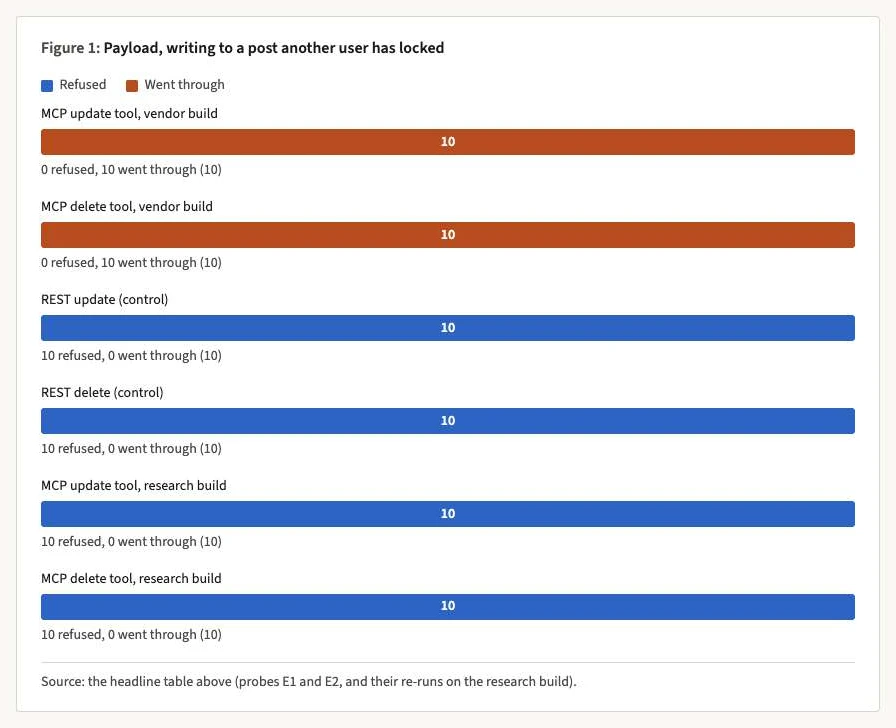 Figure 1: Payload, writing to a post another user has locked
Refused Went through
MCP update tool, vendor build
10
0 refused, 10 went through (10)
MCP delete tool, vendor build
10
0 refused, 10 went through (10)
REST update (control)
10
10 refused, 0 went through (10)
REST delete (control)
10
10 refused, 0 went through (10)
MCP update tool, research build
10
10 refused, 0 went through (10)
MCP delete tool, research build
10
10 refused, 0 went through (10)
Source: the headline table above (probes E1 and E2, and their re-runs on the research build).